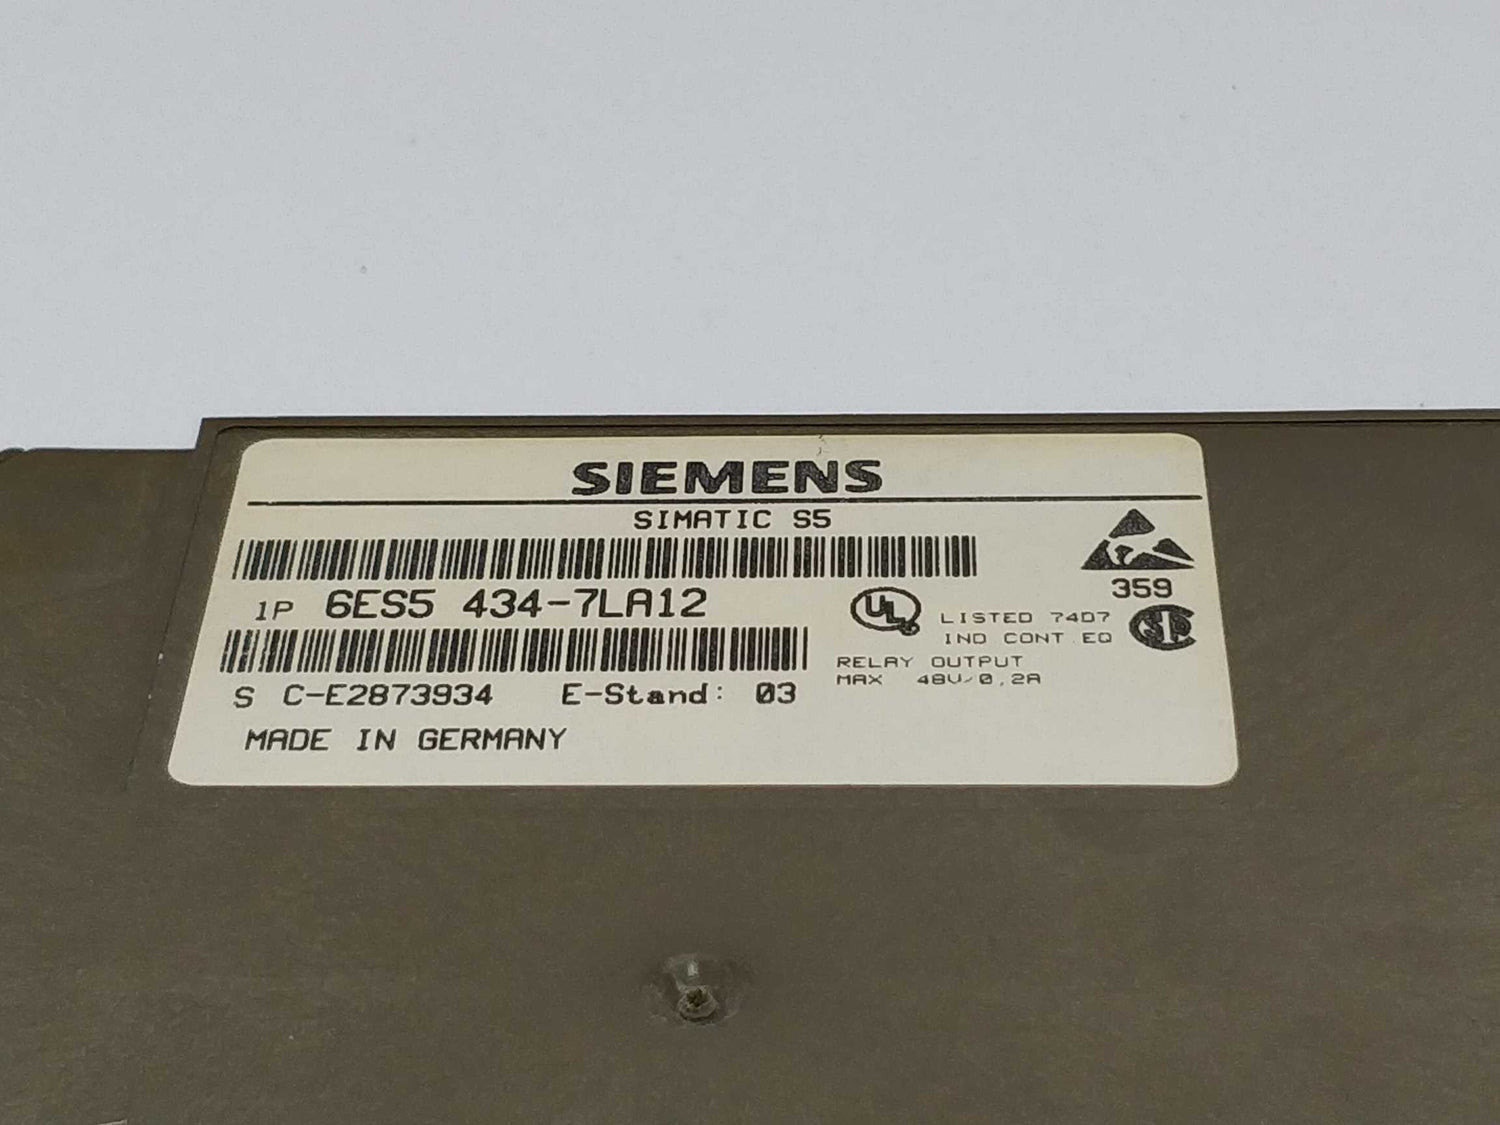 SIEMENS
SIMATIC S5
359
1P 6ES5 434-7LA12
UL
LISTED 74D7
IND CONT.EQ
RELAY OUTPUT
MAX 48V/0,2A
S C-E2873934 E-Stand: 03
MADE IN GERMANY